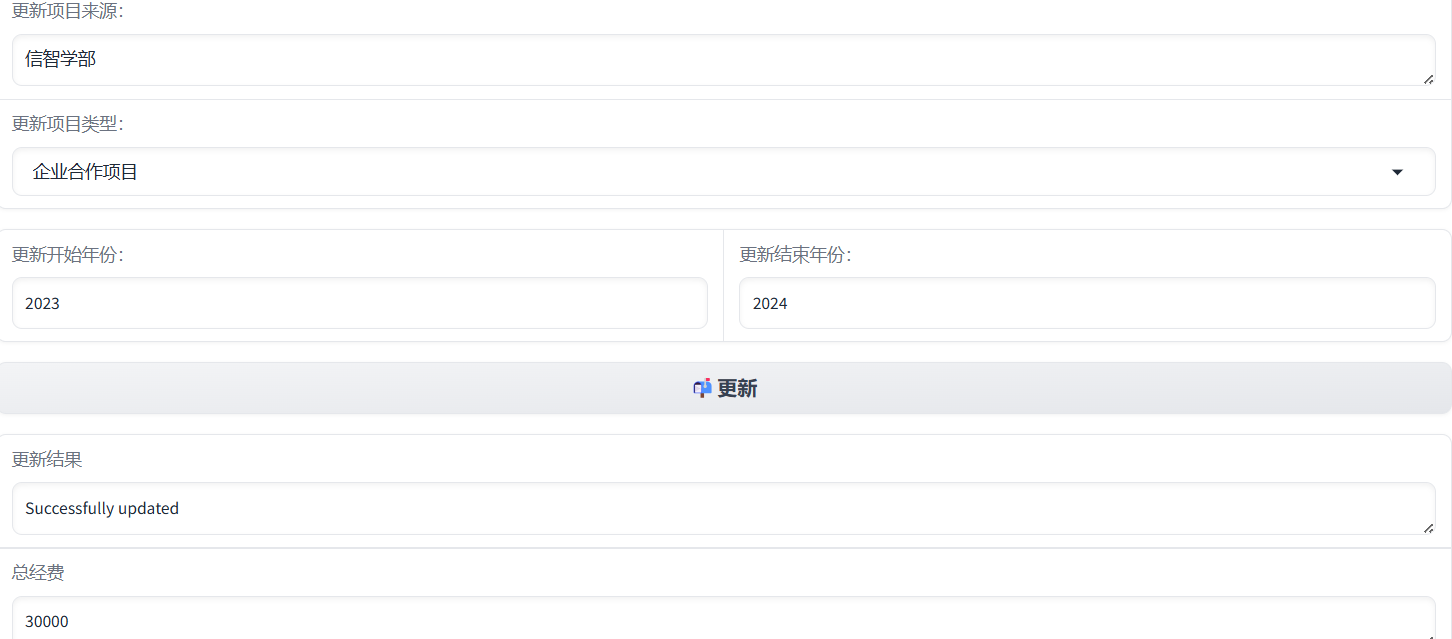 更新项目来源：
信智学部
更新项目类型：
企业合作项目
更新开始年份：
更新结束年份：
2023
2024
📬 更新
更新结果
Successfully updated
总经费
30000